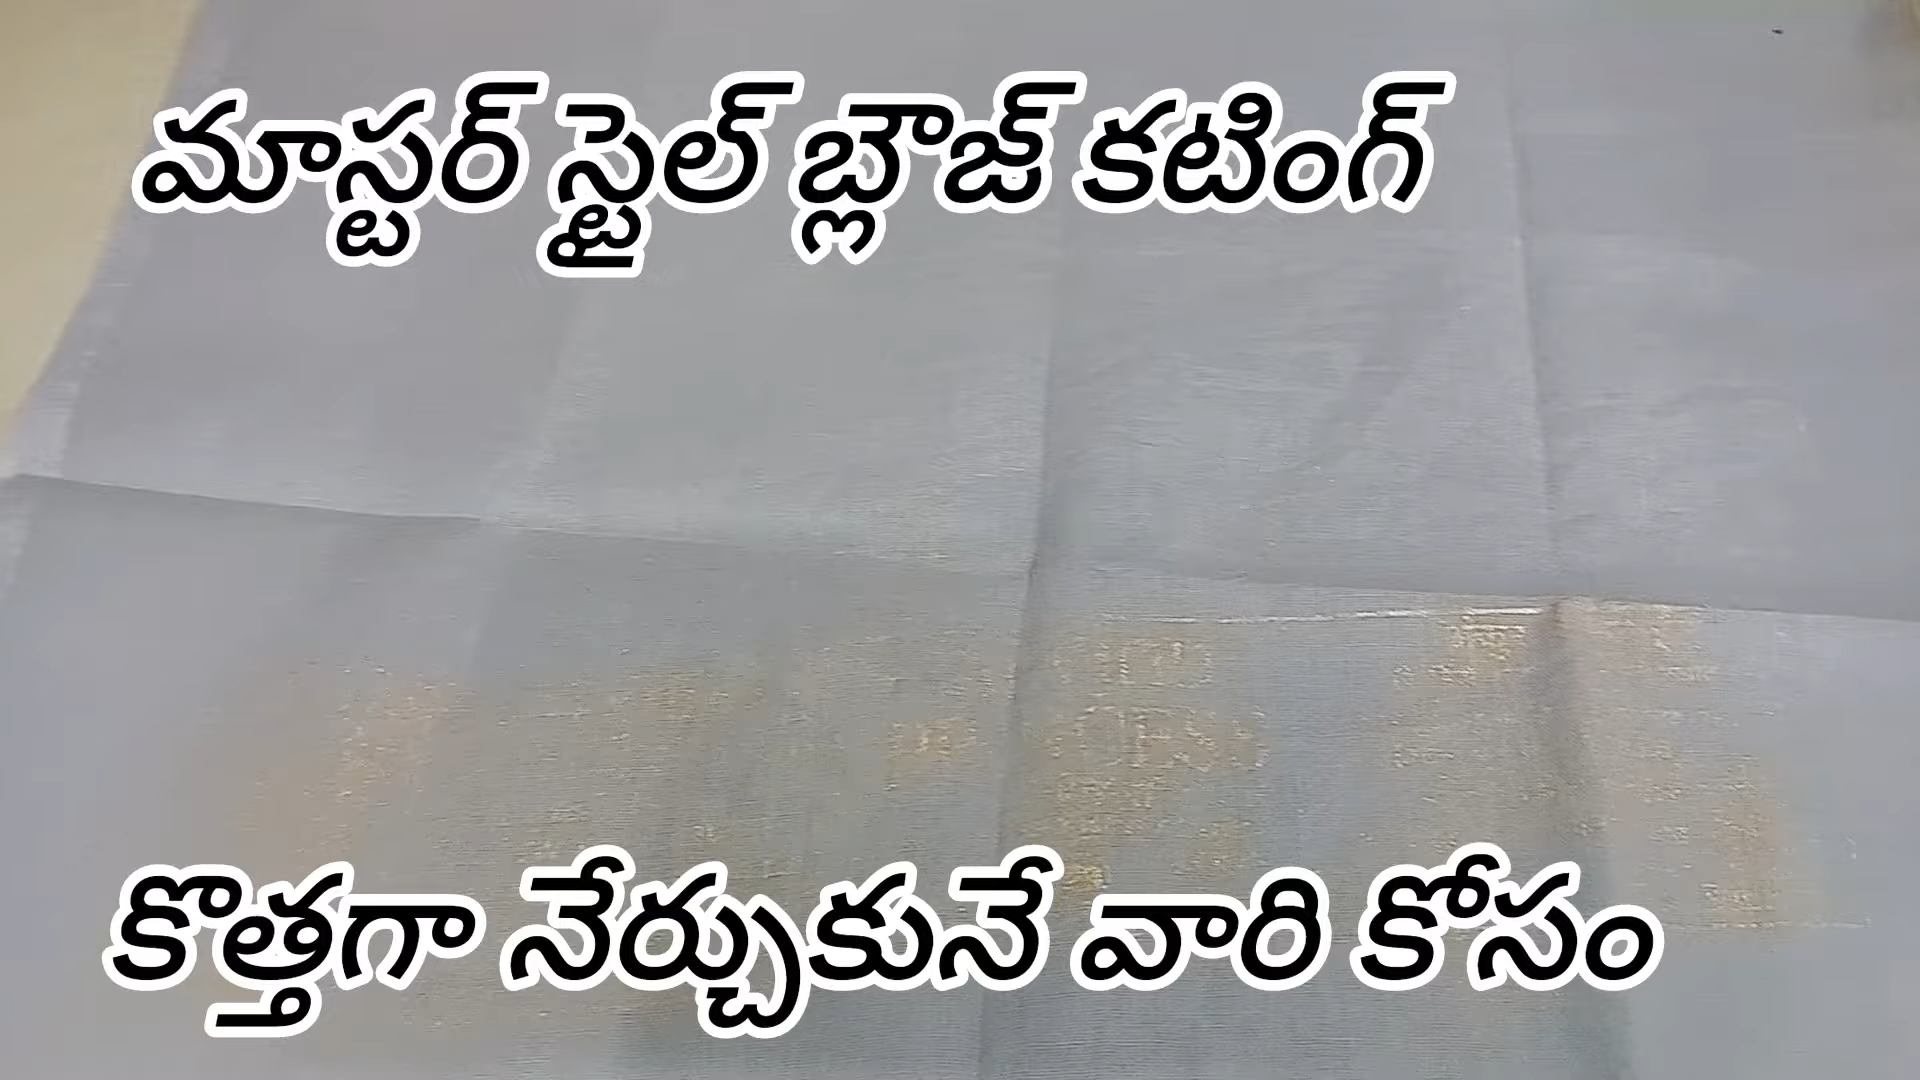 మాస్టర్ స్టైల్ బ్లౌజ్ కటింగ్
కొత్తగా నేర్చుకునే వారి కోసం